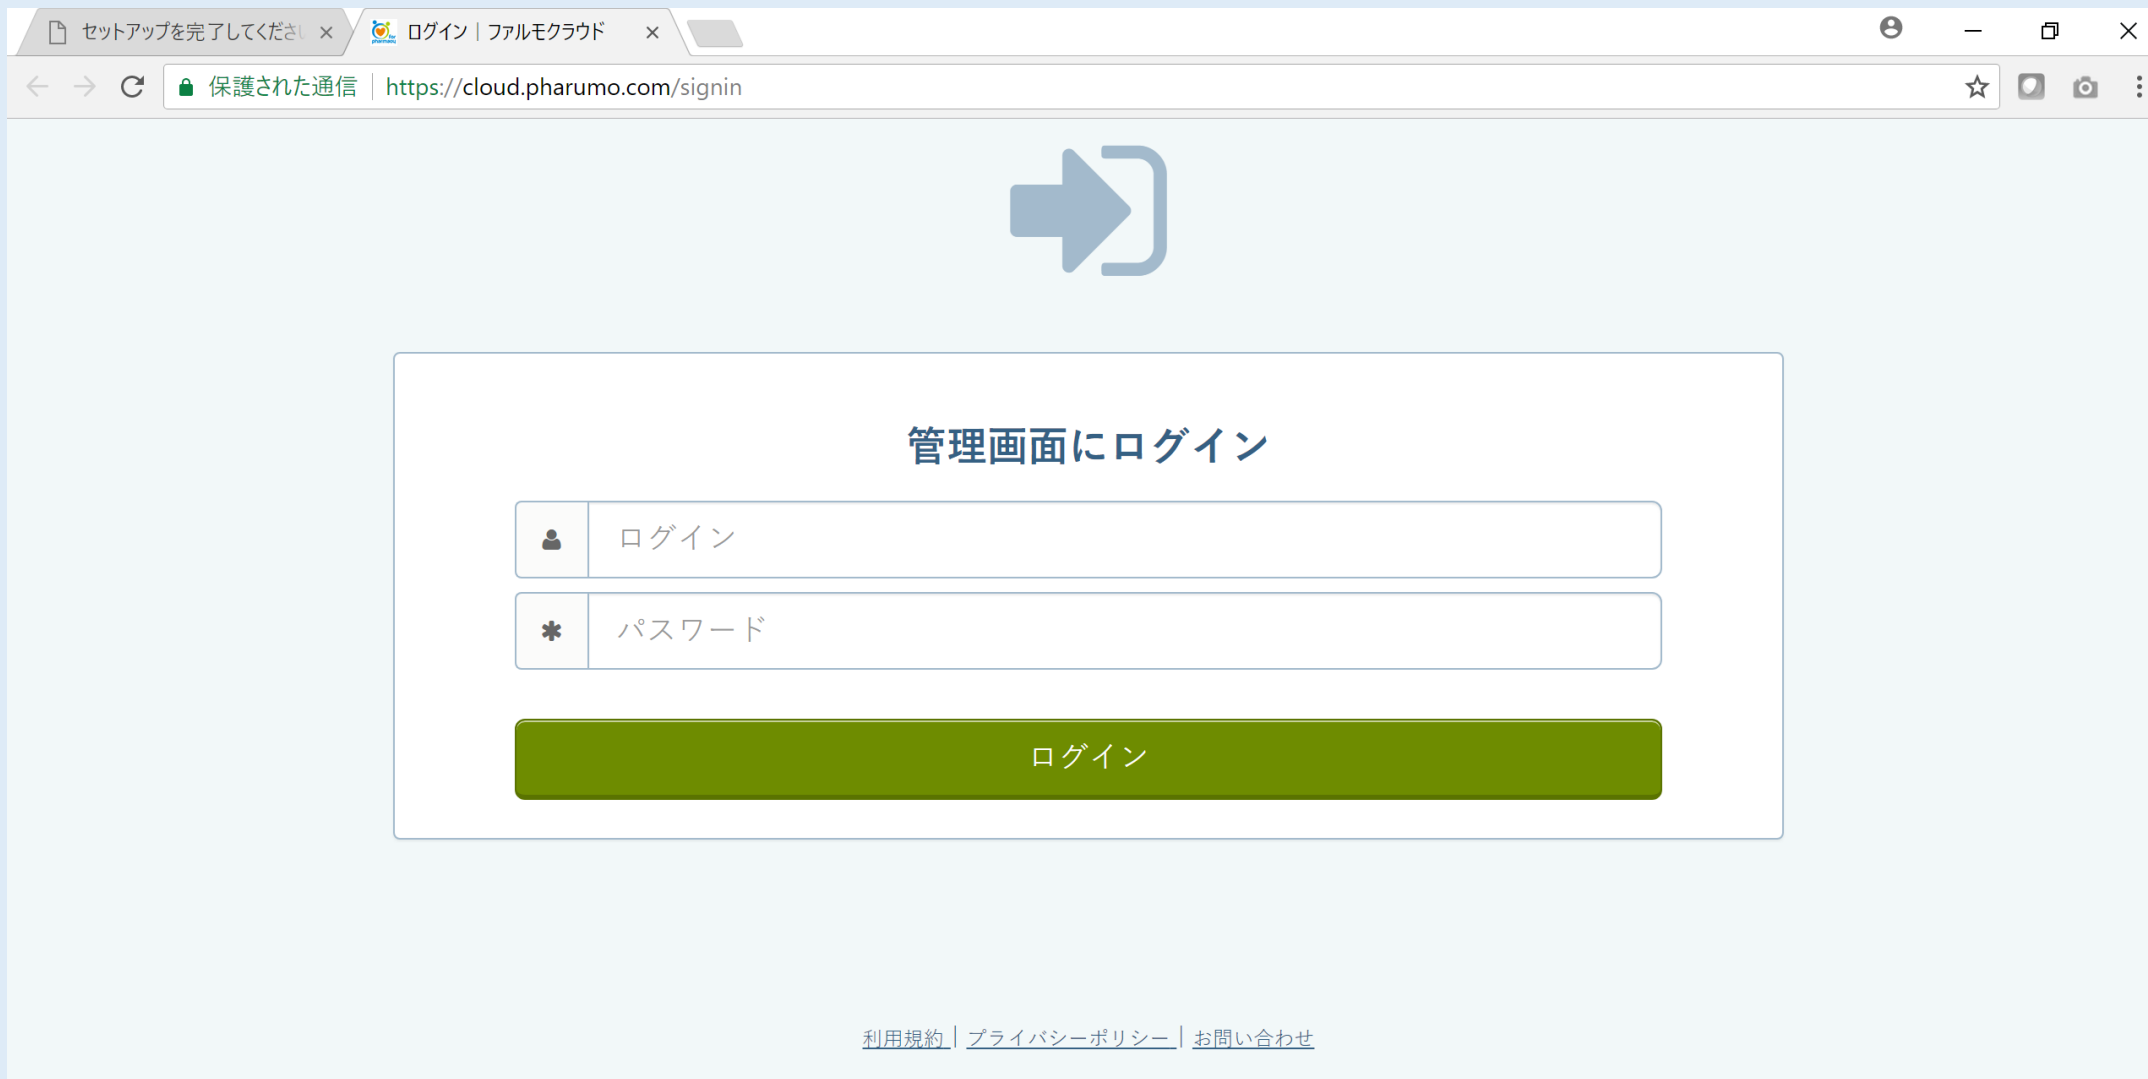 セットアップを完了してくださ
ログイン | ファルモクラウド
保護された通信 | https://cloud.pharumo.com/signin
管理画面にログイン
ログイン
パスワード
ログイン
利用規約 | プライバシーポリシー | お問い合わせ